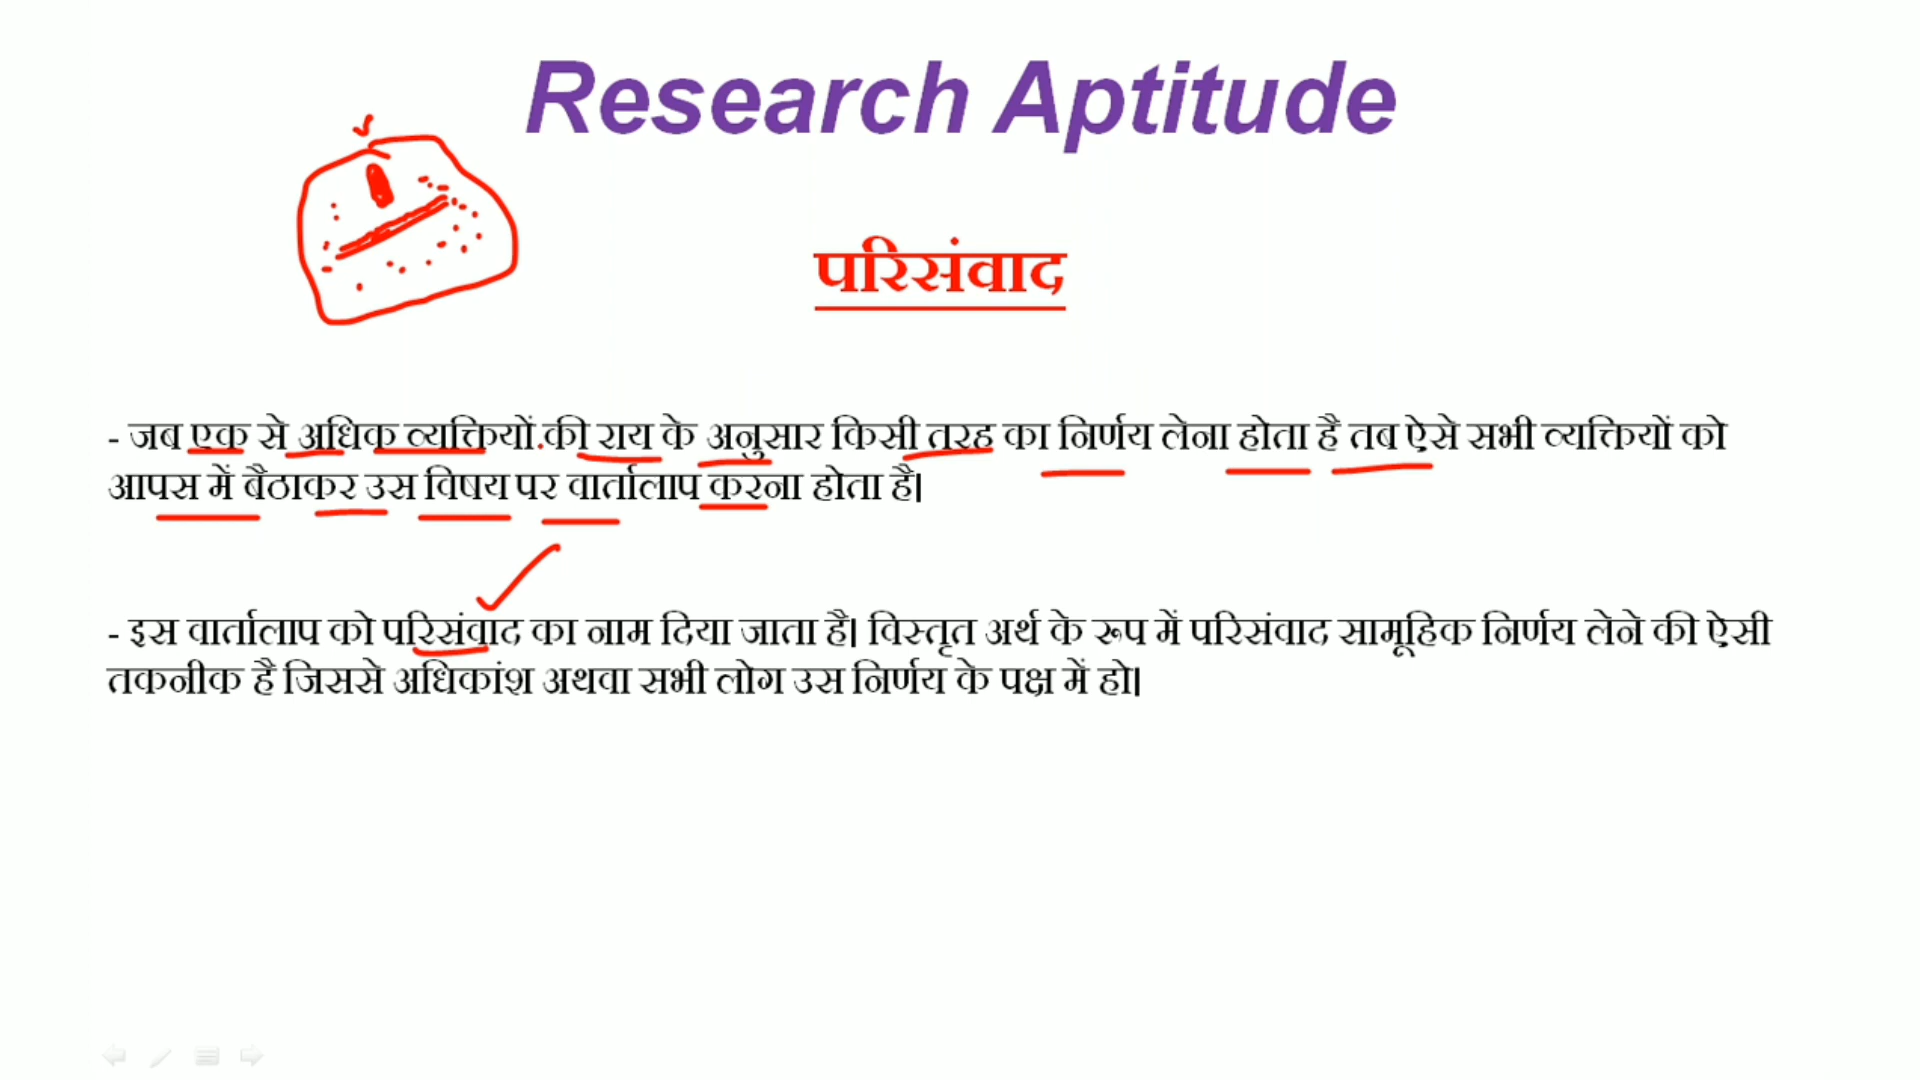 Research Aptitude
परिसंवाद
- जब एक से अधिक व्यक्तियों की राय के अनुसार किसी तरह का निर्णय लेना होता है तब ऐसे सभी व्यक्तियों को
आपस में बैठाकर उस विषय पर वार्तालाप करना होता है।
- इस वार्तालाप को परिसंवाद का नाम दिया जाता है। विस्तृत अर्थ के रूप में परिसंवाद सामूहिक निर्णय लेने की ऐसी
तकनीक है जिससे अधिकांश अथवा सभी लोग उस निर्णय के पक्ष में हो।